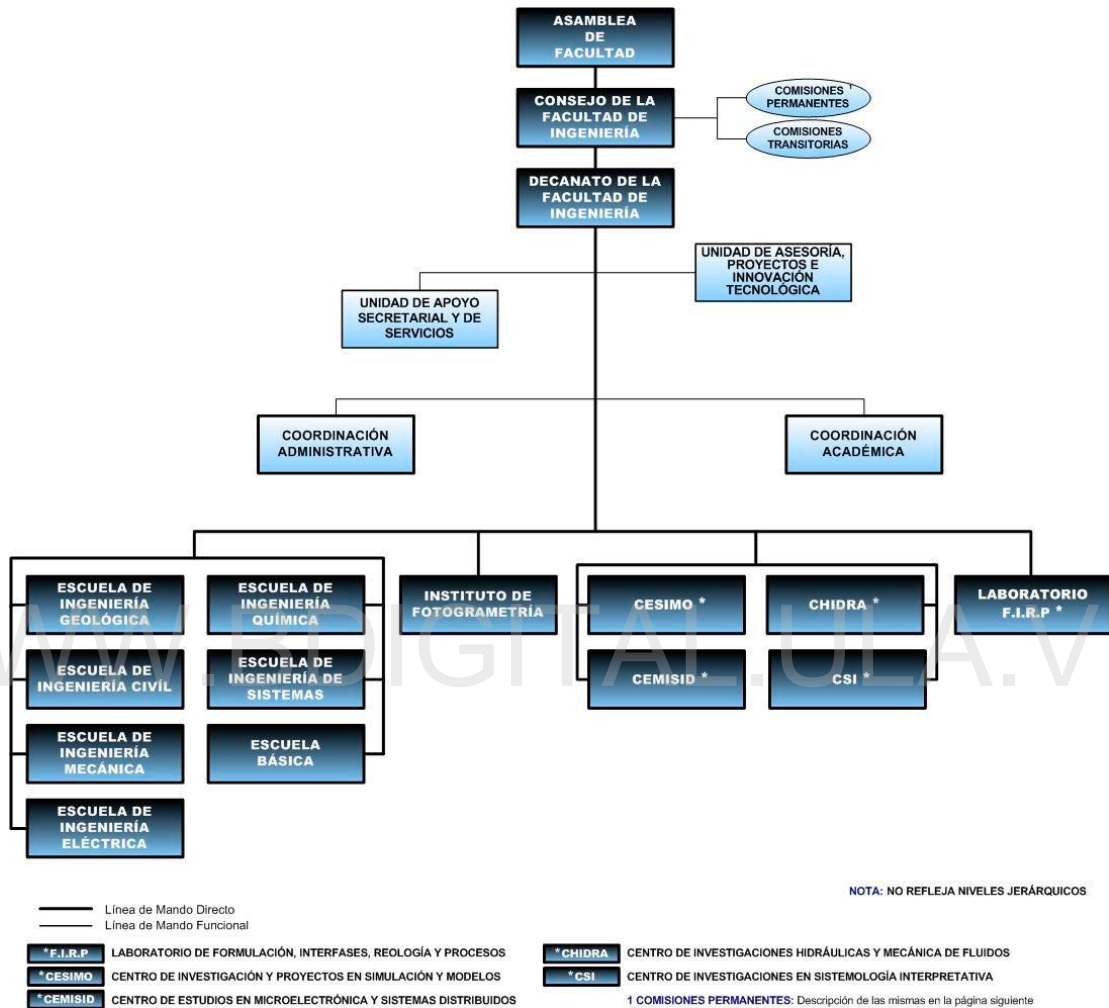 ASAMBLEA
DE
FACULTAD
CONSEJO DE LA
FACULTAD DE
INGENIERÍA
COMISIONES 1
PERMANENTES
COMISIONES
TRANSITORIAS
DECANATO DE LA
FACULTAD DE
INGENIERÍA
UNIDAD DE ASESORÍA,
PROYECTOS E
INNOVACIÓN
TECNOLÓGICA
UNIDAD DE APOYO
SECRETARIAL Y DE
SERVICIOS
COORDINACIÓN
ADMINISTRATIVA
COORDINACIÓN
ACADÉMICA
ESCUELA DE
INGENIERÍA
GEOLÓGICA
ESCUELA DE
INGENIERÍA
QUÍMICA
INSTITUTO DE
FOTOGRAMETRÍA
CESIMO *
CHIDRA *
LABORATORIO
F.I.R.P *
ESCUELA DE
INGENIERÍA CIVÍL
ESCUELA DE
INGENIERÍA DE
SISTEMAS
CEMISID *
CSI *
WWW.BDIGITAL.ULA.V
ESCUELA DE
INGENIERÍA
MECÁNICA
ESCUELA
BÁSICA
ESCUELA DE
INGENIERÍA
ELÉCTRICA
NOTA: NO REFLEJA NIVELES JERÁRQUICOS
Línea de Mando Directo
Línea de Mando Funcional
*F.I.R.P LABORATORIO DE FORMULACIÓN, INTERFASES, REOLOGÍA Y PROCESOS
*CHIDRA CENTRO DE INVESTIGACIONES HIDRÁULICAS Y MECÁNICA DE FLUIDOS
*CESIMO CENTRO DE INVESTIGACIÓN Y PROYECTOS EN SIMULACIÓN Y MODELOS
*CSI CENTRO DE INVESTIGACIONES EN SISTEMOLOGÍA INTERPRETATIVA
*CEMISID CENTRO DE ESTUDIOS EN MICROELECTRÓNICA Y SISTEMAS DISTRIBUIDOS
1 COMISIONES PERMANENTES: Descripción de las mismas en la página siguiente